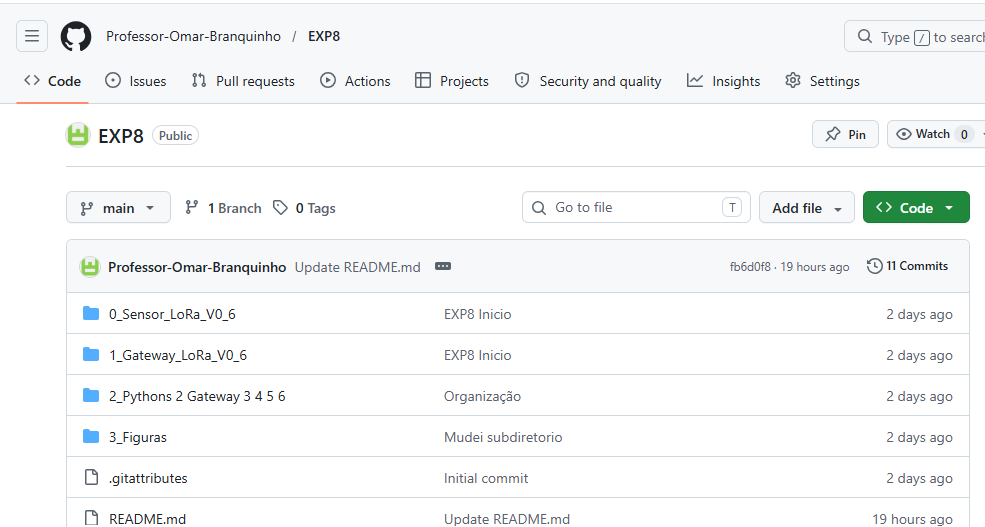 Professor-Omar-Branquinho / EXP8 Type / to search
Code Issues Pull requests Actions Projects Security and quality Insights Settings
EXP8 Public Pin Watch 0
main 1 Branch 0 Tags Go to file T Add file Code
Professor-Omar-Branquinho Update README.md fb6d0f8 · 19 hours ago 11 Commits
0_Sensor_LoRa_V0_6 EXP8 Inicio 2 days ago
1_Gateway_LoRa_V0_6 EXP8 Inicio 2 days ago
2_Pythons 2 Gateway 3 4 5 6 Organização 2 days ago
3_Figuras Mudei subdiretorio 2 days ago
.gitattributes Initial commit 2 days ago
README.md Update README.md 19 hours ago